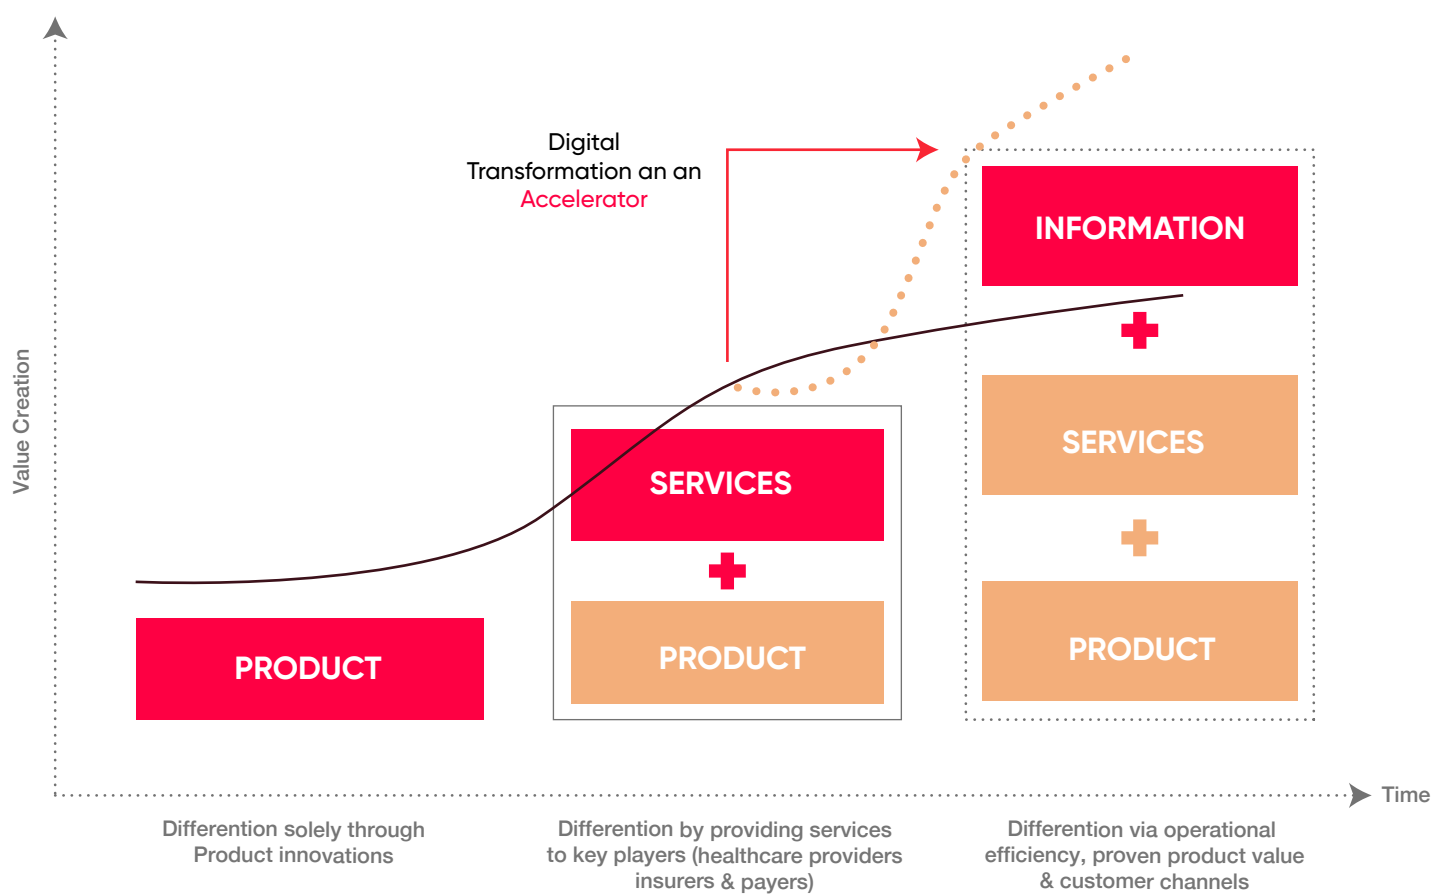 Digital
Transformation an an
Accelerator
INFORMATION
SERVICES
PRODUCT
SERVICES
PRODUCT
PRODUCT
Value Creation
Time
Differention solely through
Product innovations
Differention by providing services
to key players (healthcare providers
insurers & payers)
Differention via operational
efficiency, proven product value
& customer channels